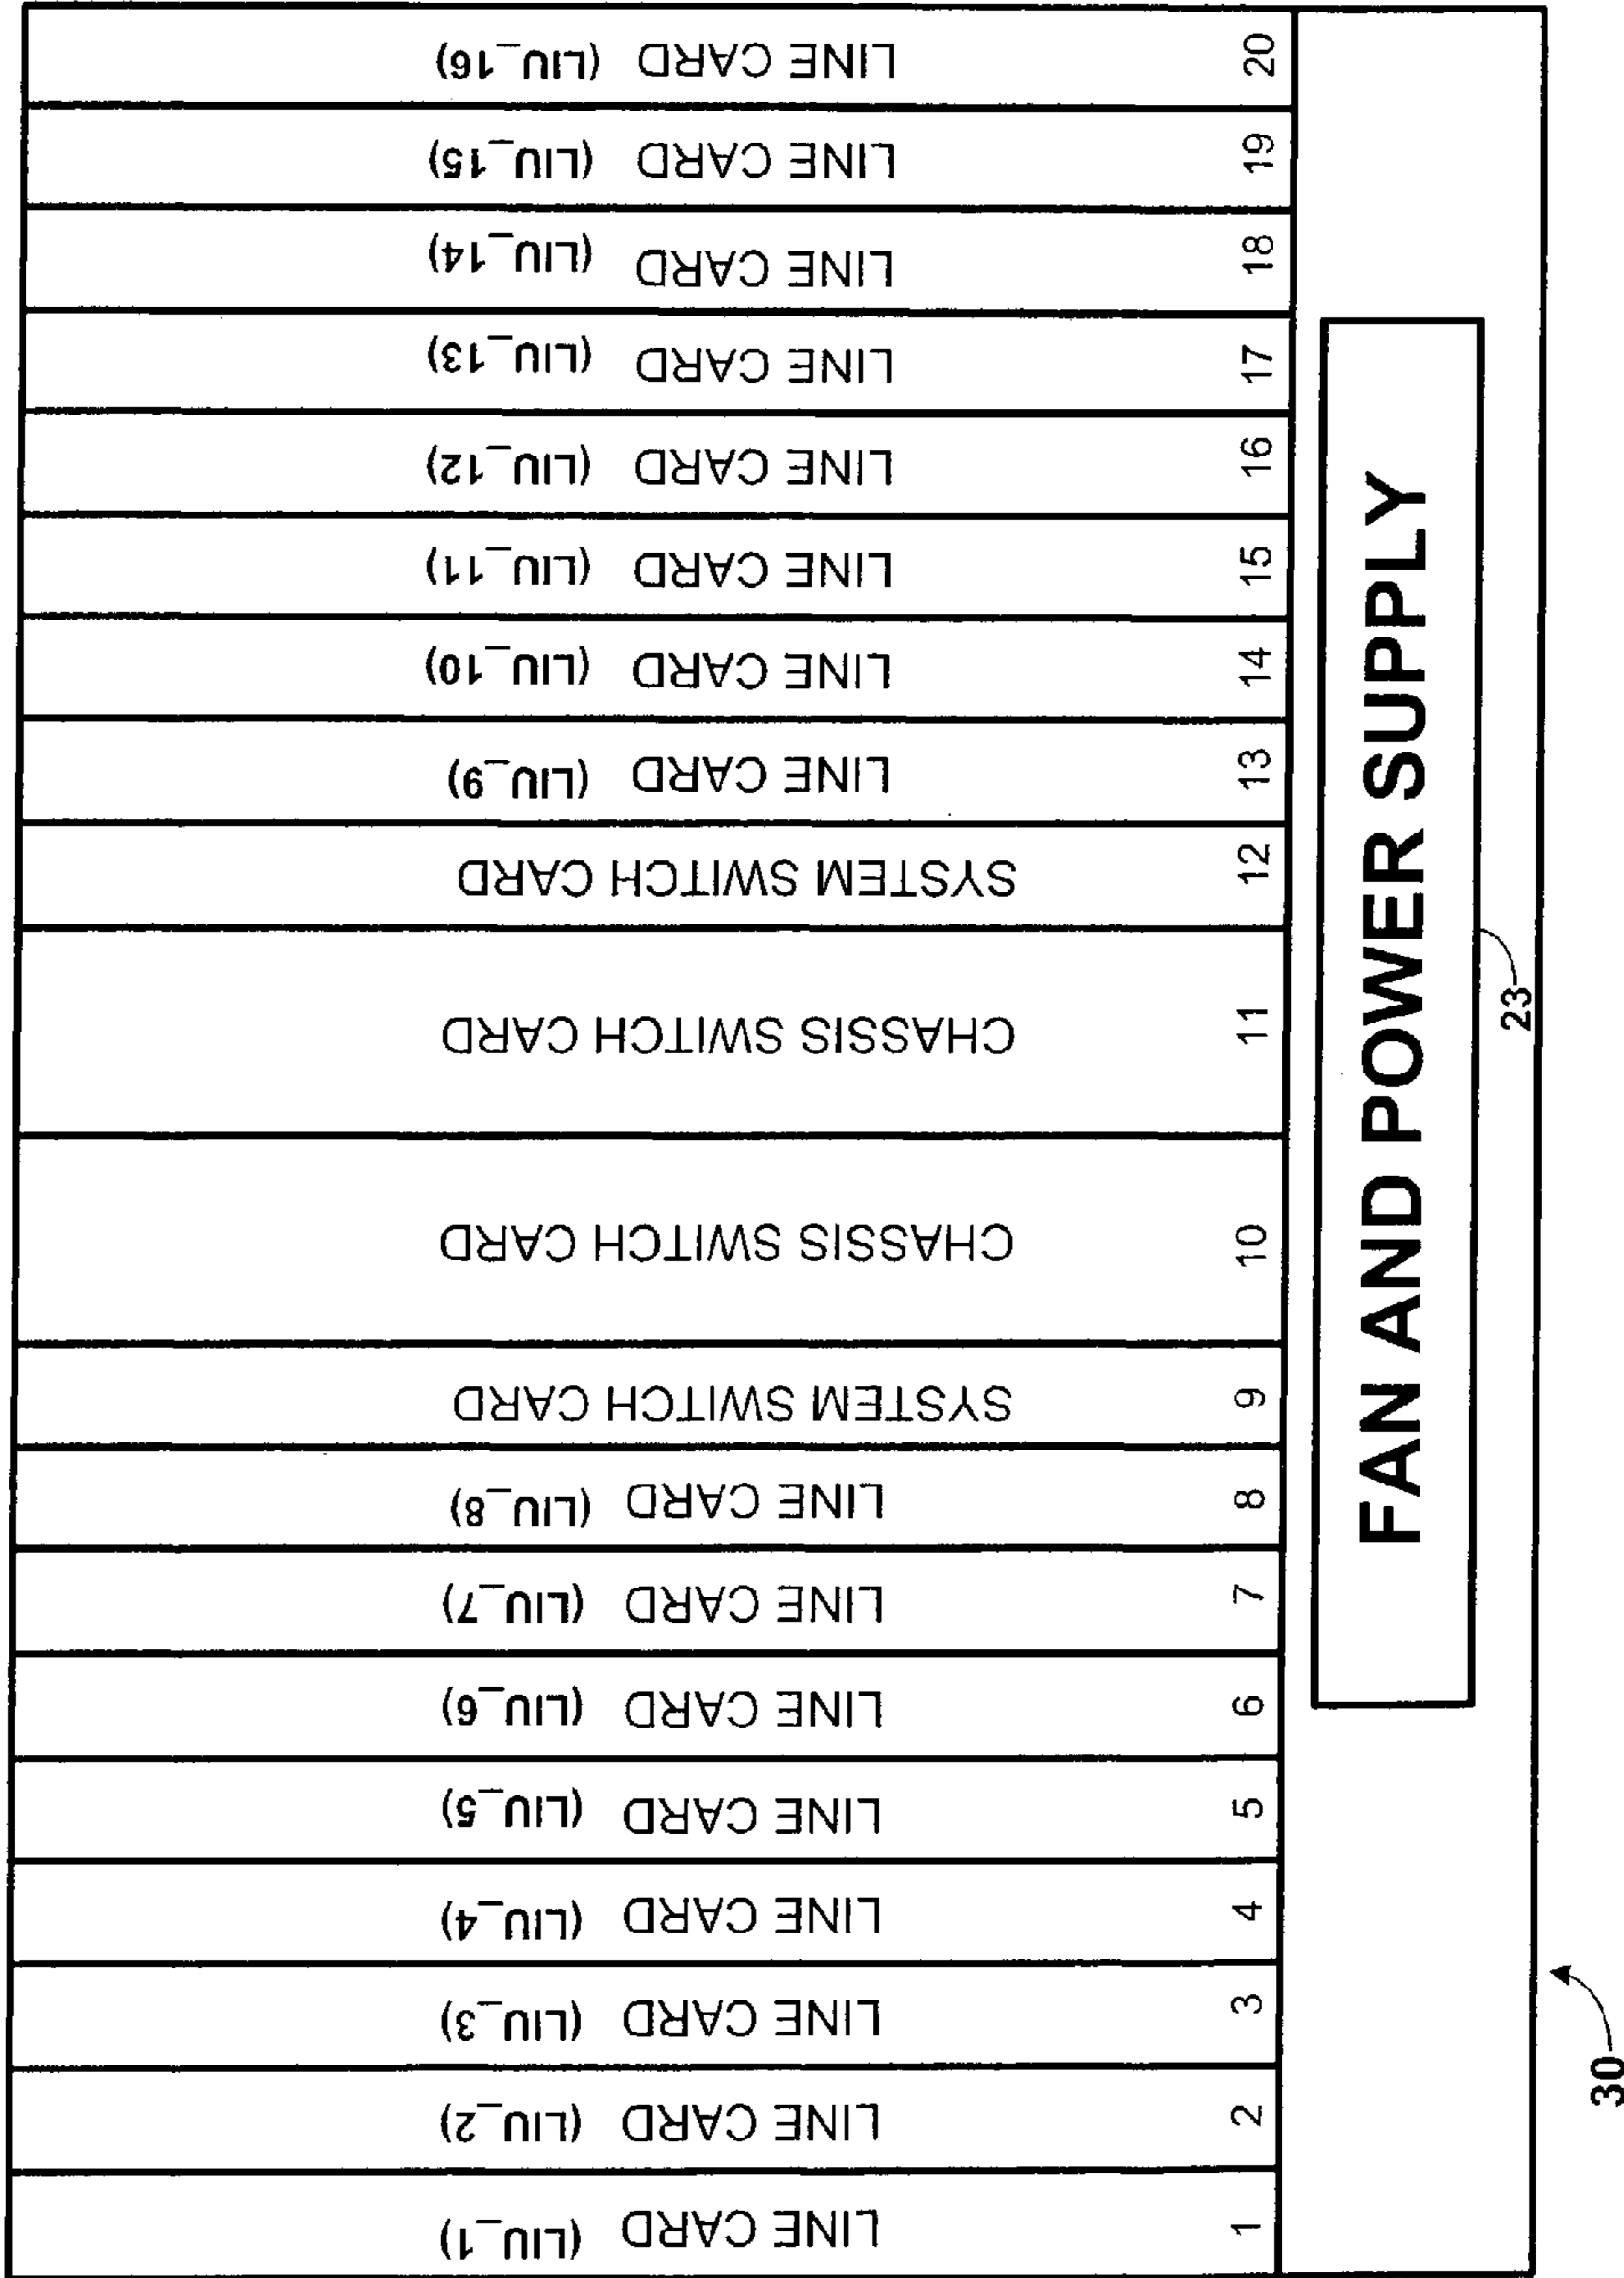 LINE CARD (LIU_1)
1
LINE CARD (LIU_2)
2
LINE CARD (LIU_3)
3
LINE CARD (LIU_4)
4
LINE CARD (LIU_5)
5
LINE CARD (LIU_6)
6
LINE CARD (LIU_7)
7
LINE CARD (LIU_8)
8
SYSTEM SWITCH CARD
9
CHASSIS SWITCH CARD
10
CHASSIS SWITCH CARD
11
SYSTEM SWITCH CARD
12
LINE CARD (LIU_9)
13
LINE CARD (LIU_10)
14
LINE CARD (LIU_11)
15
LINE CARD (LIU_12)
16
LINE CARD (LIU_13)
17
LINE CARD (LIU_14)
18
LINE CARD (LIU_15)
19
LINE CARD (LIU_16)
20
FAN AND POWER SUPPLY
23
30